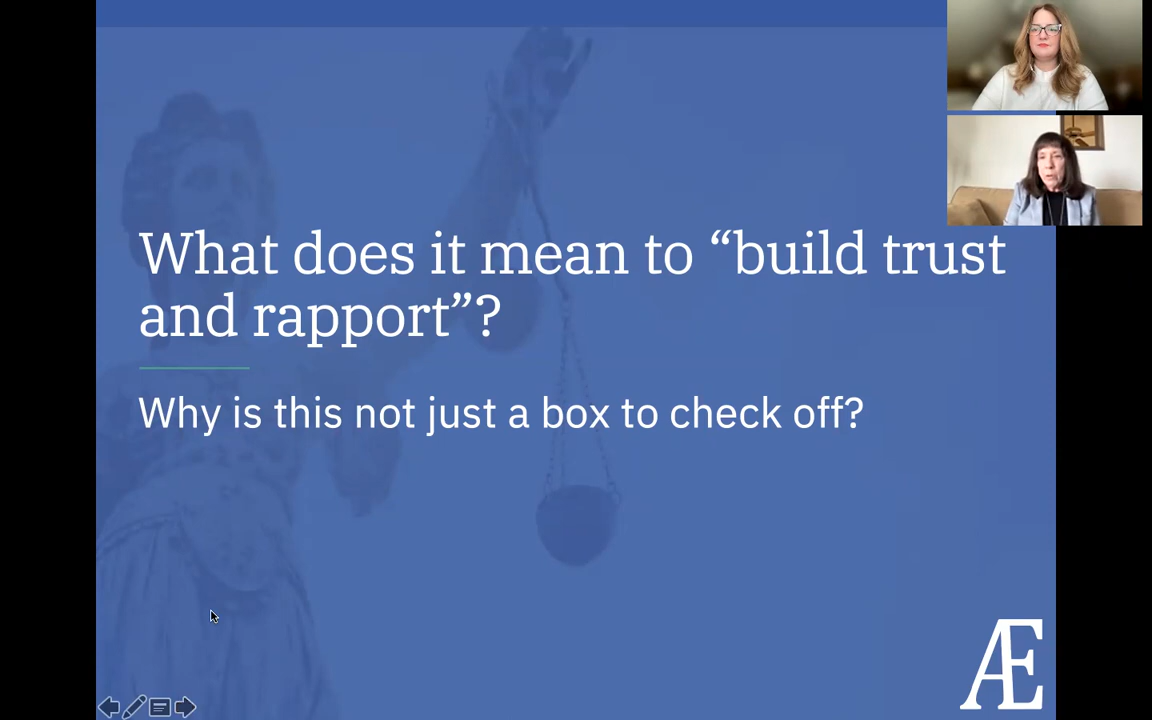 What does it mean to “build trust
and rapport”?
Why is this not just a box to check off?
Æ